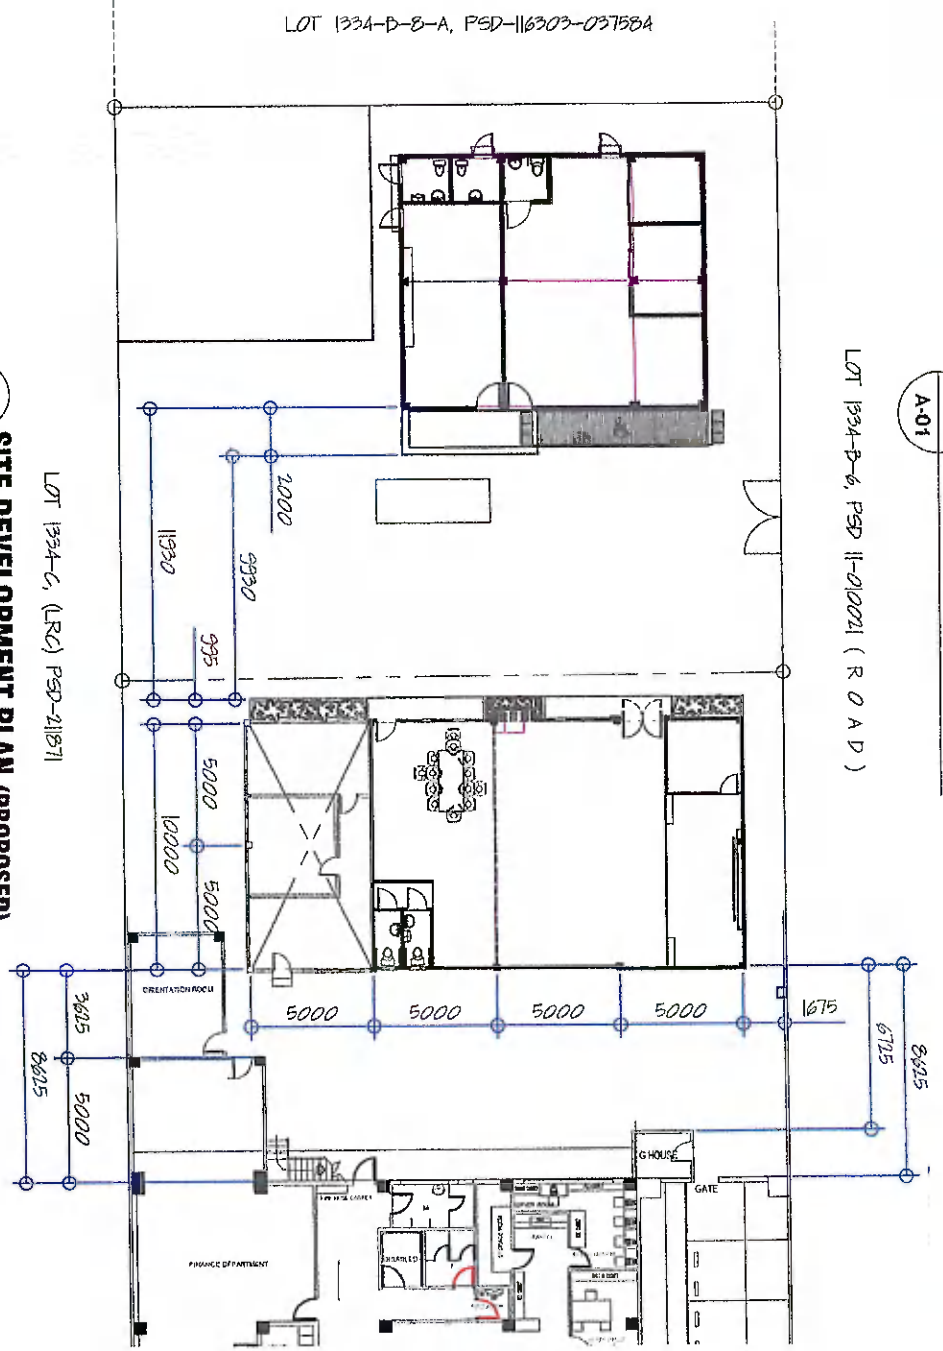 LOT 1334-B-8-A, PSD-116303-037584
A-01
LOT 1334-B-6, PSD 11-010021 ( R O A D )
2000
11930
9930
995
LOT 1334-C, (LRC) PSD-211871
SITE DEVELOPMENT PLAN (PROPOSED)
5000
10000
5000
ORIENTATION ROOM
5000
5000
5000
5000
1675
3625
8625
5000
6725
8625
G HOUSE
GATE
FINANCE DEPARTMENT